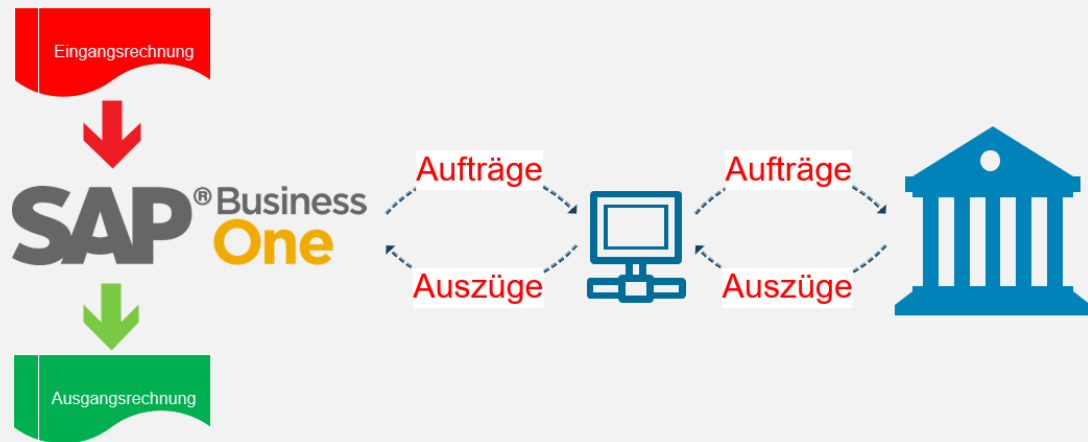 Eingangsrechnung
SAP® Business One
Aufträge
Aufträge
Auszüge
Auszüge
Ausgangsrechnung